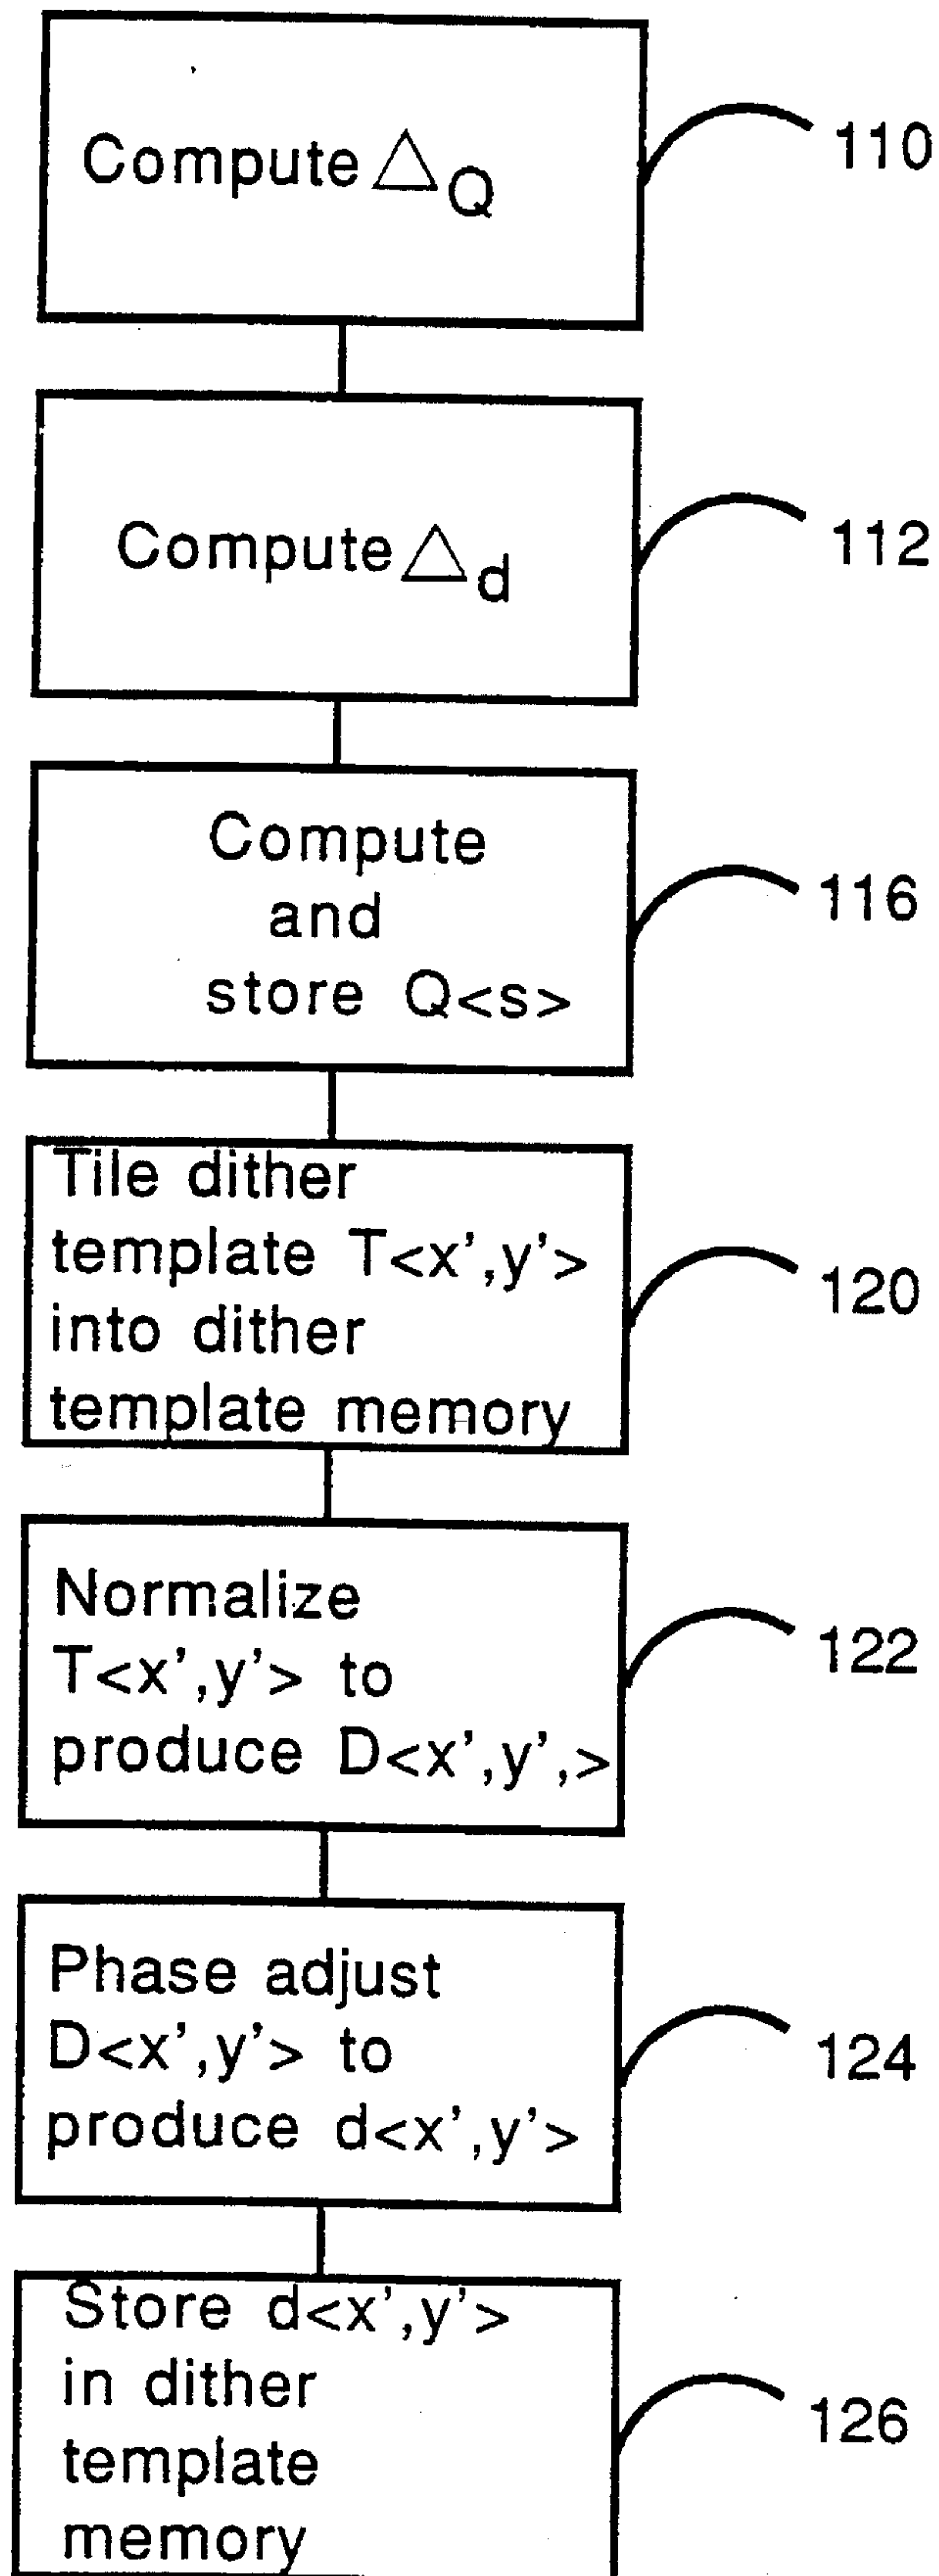 Compute △Q
110
Compute △d
112
Compute
and
store Q<s>
116
Tile dither
template T<x',y'>
into dither
template memory
120
Normalize
T<x',y'> to
produce D<x',y',>
122
Phase adjust
D<x',y'> to
produce d<x',y'>
124
Store d<x',y'>
in dither
template
memory
126